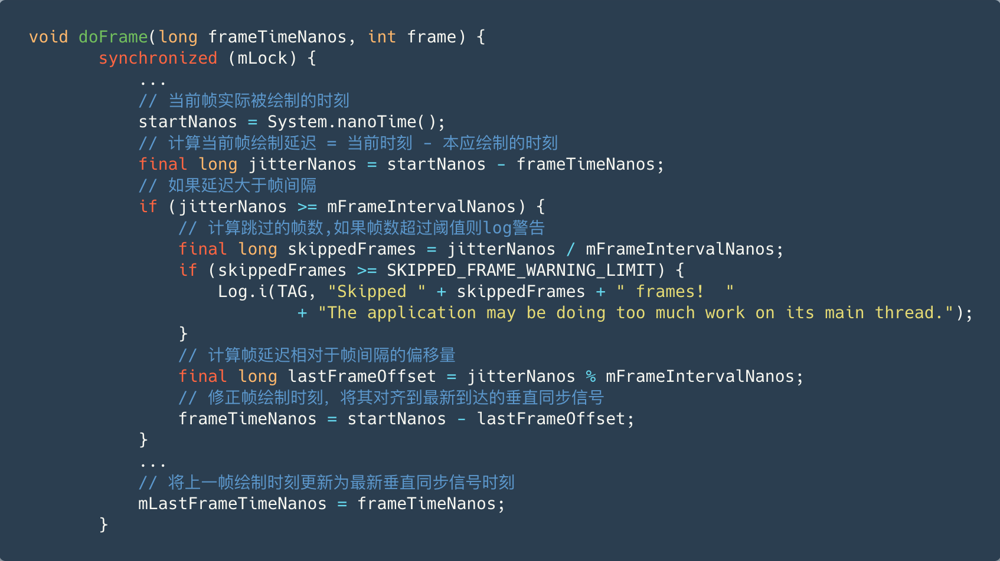 void doFrame(long frameTimeNanos, int frame) {
synchronized (mLock) {
...
// 当前帧实际被绘制的时刻
startNanos = System.nanoTime();
// 计算当前帧绘制延迟 = 当前时刻 - 本应绘制的时刻
final long jitterNanos = startNanos - frameTimeNanos;
// 如果延迟大于帧间隔
if (jitterNanos >= mFrameIntervalNanos) {
// 计算跳过的帧数,如果帧数超过阈值则log警告
final long skippedFrames = jitterNanos / mFrameIntervalNanos;
if (skippedFrames >= SKIPPED_FRAME_WARNING_LIMIT) {
Log.i(TAG, "Skipped " + skippedFrames + " frames!  "
+ "The application may be doing too much work on its main thread.");
}
// 计算帧延迟相对于帧间隔的偏移量
final long lastFrameOffset = jitterNanos % mFrameIntervalNanos;
// 修正帧绘制时刻，将其对齐到最新到达的垂直同步信号
frameTimeNanos = startNanos - lastFrameOffset;
}
...
// 将上一帧绘制时刻更新为最新垂直同步信号时刻
mLastFrameTimeNanos = frameTimeNanos;
}